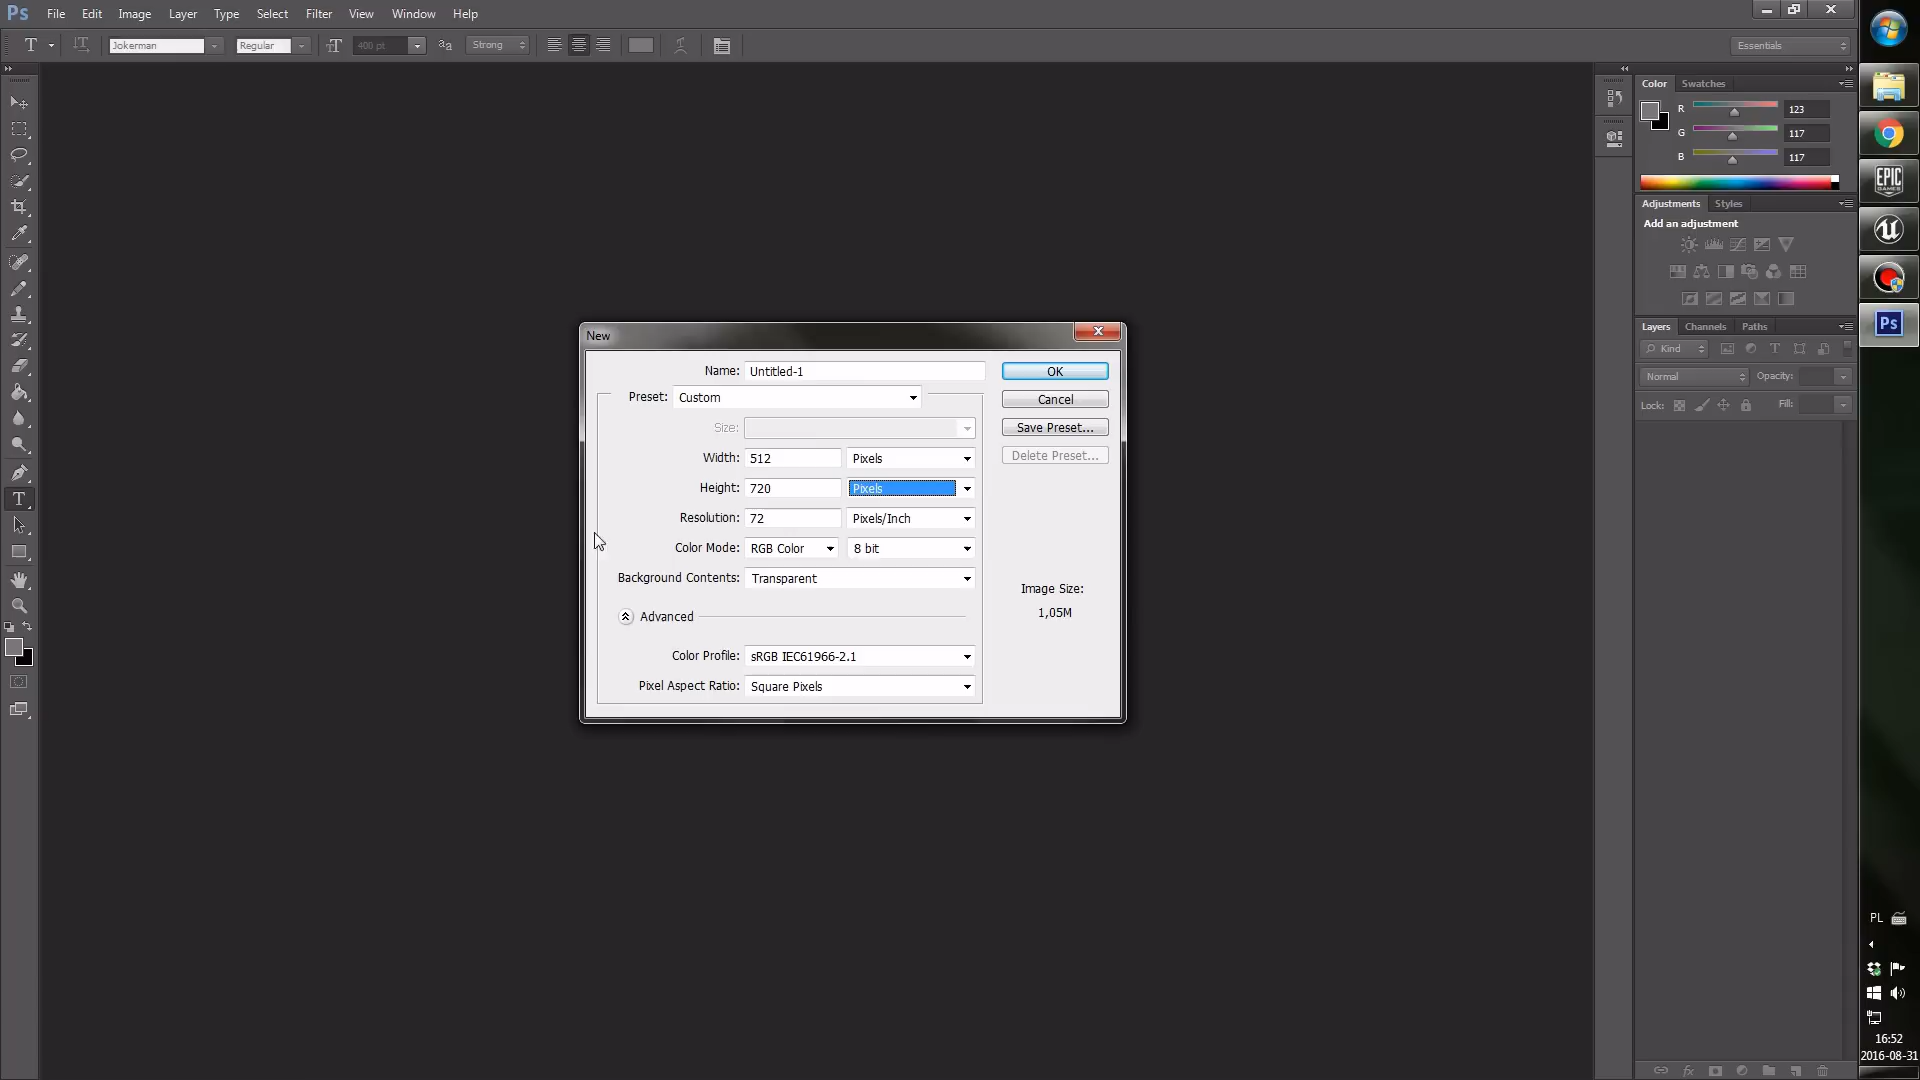 Ps File Edit Image Layer Type Select Filter View Window Help
T Jokerman Regular 400 pt Strong Essentials
Color Swatches
R 123
G 117
B 117
Adjustments Styles
Add an adjustment
Layers Channels Paths
Kind
Normal Opacity:
Lock: Fill:
New
Name: Untitled-1 OK
Preset: Custom Cancel
Size: Save Preset...
Width: 512 Pixels Delete Preset...
Height: 720 Pixels
Resolution: 72 Pixels/Inch
Color Mode: RGB Color 8 bit
Background Contents: Transparent
Image Size:
1,05M
Advanced
Color Profile: sRGB IEC61966-2.1
Pixel Aspect Ratio: Square Pixels
EPIC
GAMES
Ps
PL
16:52
2016-08-31